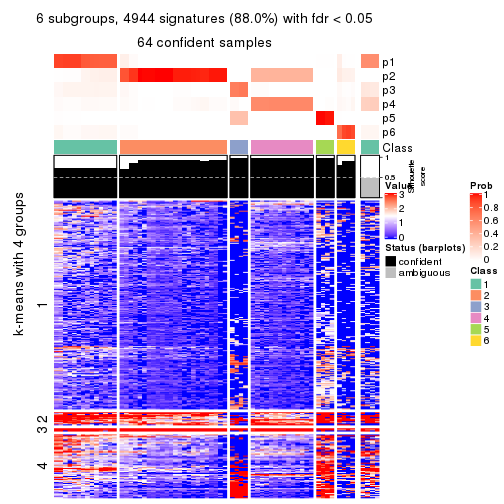 6 subgroups, 4944 signatures (88.0%) with fdr < 0.05
64 confident samples
p1
p2
p3
p4
p5
p6
Class
1
0.5
0
Silhouette
score
k-means with 4 groups
1
2
3
4
Value
3
2
1
0
Status (barplots)
confident
ambiguous
Prob
1
0.8
0.6
0.4
0.2
0
Class
1
2
3
4
5
6